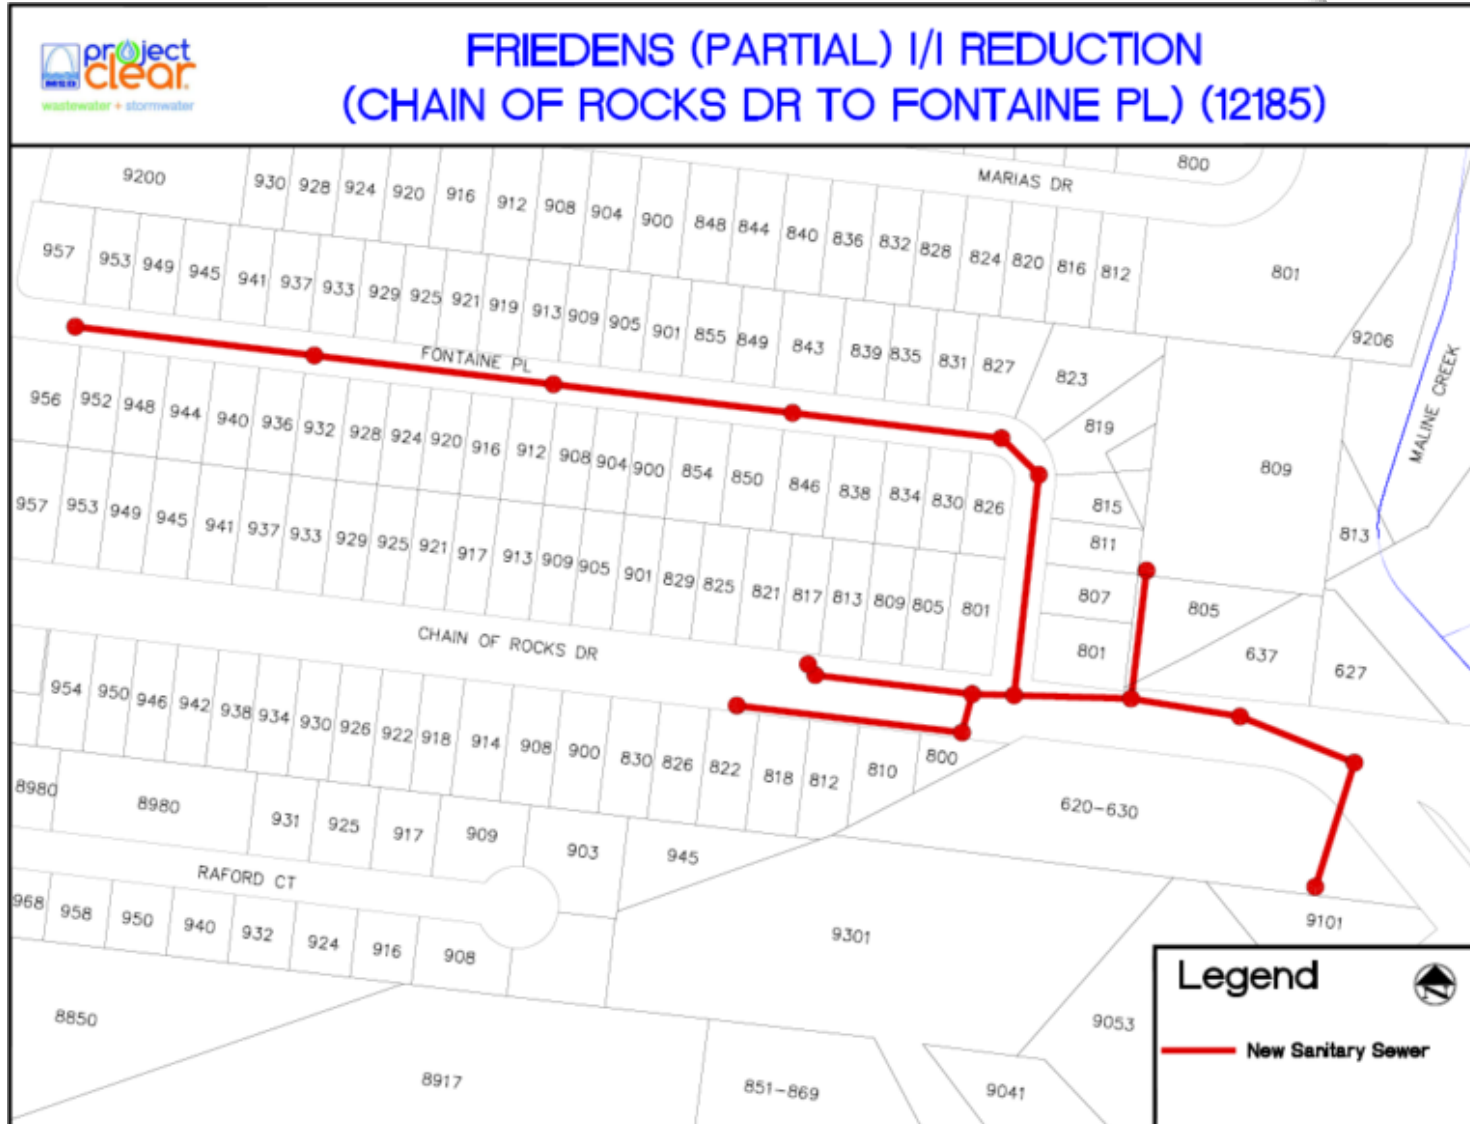 project
clear
MSD
wastewater + stormwater
FRIEDENS (PARTIAL) I/I REDUCTION
(CHAIN OF ROCKS DR TO FONTAINE PL) (12185)
9200 930 928 924 920 916 912 908 904 900 848 844 840 836 832 828 824 820 816 812 801
MARIAS DR
800
9206
MALINE CREEK
957 953 949 945 941 937 933 929 925 921 919 913 909 905 901 855 849 843 839 835 831 827 823
819
809
813
FONTAINE PL
956 952 948 944 940 936 932 928 924 920 916 912 908 904 900 854 850 846 838 834 830 826 815
811
957 953 949 945 941 937 933 929 925 921 917 913 909 905 901 829 825 821 817 813 809 805 801 807 805
801 637 627
CHAIN OF ROCKS DR
954 950 946 942 938 934 930 926 922 918 914 908 900 830 826 822 818 812 810 800
620-630
8980 8980 931 925 917 909 903 945
RAFORD CT
968 958 950 940 932 924 916 908 9301 9101
8850 8917 851-869 9053 9041
Legend
New Sanitary Sewer